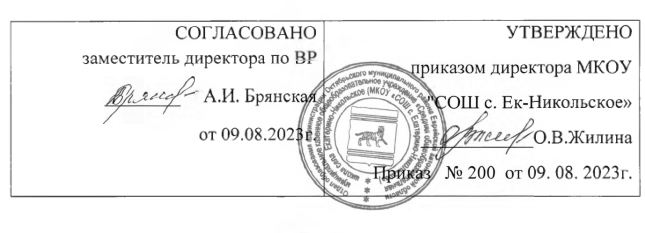 СОГЛАСОВАНО
заместитель директора по ВР
А.И. Брянская
от 09.08.2023г.
УТВЕРЖДЕНО
приказом директора МКОУ
"СОШ с. Ек-Никольское»
О.В.Жилина
Приказ № 200 от 09. 08. 2023г.